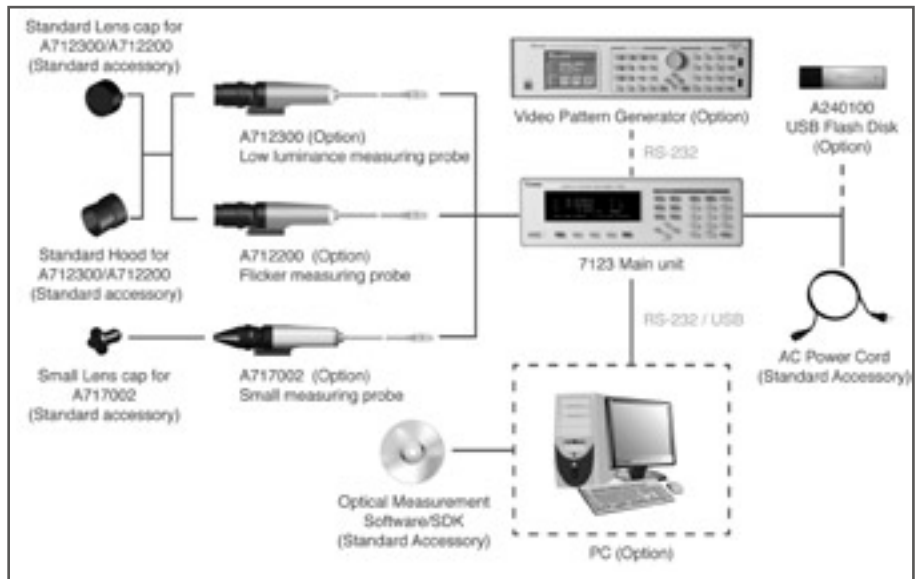 Standard Lens cap for
A712300/A712200
(Standard accessory)
A712300 (Option)
Low luminance measuring probe
Video Pattern Generator (Option)
A240100
USB Flash Disk
(Option)
RS-232
Standard Hood for
A712300/A712200
(Standard accessory)
A712200 (Option)
Flicker measuring probe
7123 Main unit
RS-232 / USB
AC Power Cord
(Standard Accessory)
Small Lens cap for
A717002
(Standard accessory)
A717002 (Option)
Small measuring probe
Optical Measurement
Software/SDK
(Standard Accessory)
PC (Option)